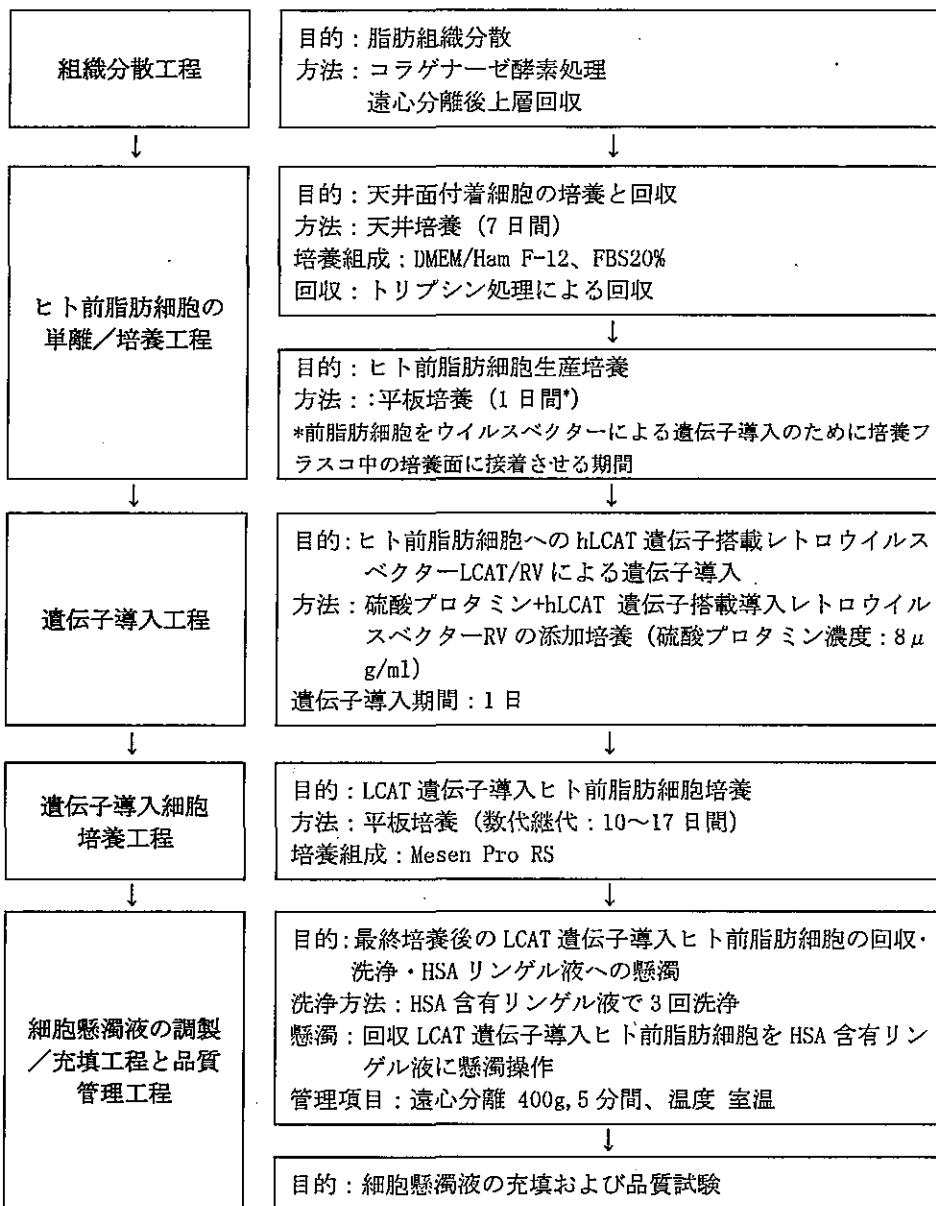 組織分散工程
目的：脂肪組織分散
方法：コラゲナーゼ酵素処理
遠心分離後上層回収
↓
↓
ヒト前脂肪細胞の
単離／培養工程
目的：天井面付着細胞の培養と回収
方法：天井培養（7日間）
培養組成：DMEM/Ham F-12、FBS20%
回収：トリプシン処理による回収
↓
目的：ヒト前脂肪細胞生産培養
方法：:平板培養（1日間*）
*前脂肪細胞をウイルスベクターによる遺伝子導入のために培養フ
ラスコ中の培養面に接着させる期間
↓
↓
遺伝子導入工程
目的：ヒト前脂肪細胞へのhLCAT遺伝子搭載レトロウイルス
ベクターLCAT/RVによる遺伝子導入
方法：硫酸プロタミン+hLCAT 遺伝子搭載導入レトロウイル
スベクターRVの添加培養（硫酸プロタミン濃度：8μ
g/ml）
遺伝子導入期間：1日
↓
↓
遺伝子導入細胞
培養工程
目的：LCAT遺伝子導入ヒト前脂肪細胞培養
方法：平板培養（数代継代：10～17日間）
培養組成：Mesen Pro RS
↓
↓
細胞懸濁液の調製
／充填工程と品質
管理工程
目的：最終培養後のLCAT遺伝子導入ヒト前脂肪細胞の回収・
洗浄・HSAリンゲル液への懸濁
洗浄方法：HSA含有リンゲル液で3回洗浄
懸濁：回収LCAT遺伝子導入ヒト前脂肪細胞をHSA含有リン
ゲル液に懸濁操作
管理項目：遠心分離 400g,5分間、温度 室温
↓
目的：細胞懸濁液の充填および品質試験